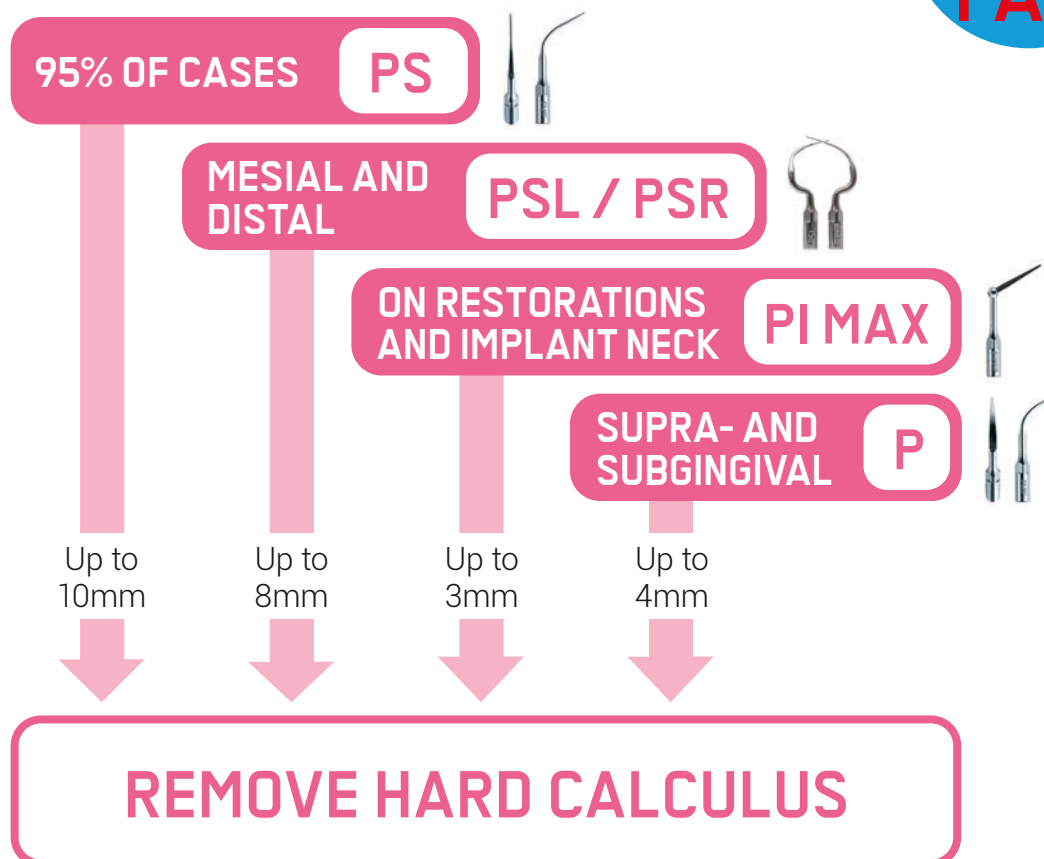 95% OF CASES
PS
MESIAL AND
DISTAL
PSL / PSR
ON RESTORATIONS
AND IMPLANT NECK
PI MAX
SUPRA- AND
SUBGINGIVAL
P
Up to
10mm
Up to
8mm
Up to
3mm
Up to
4mm
REMOVE HARD CALCULUS